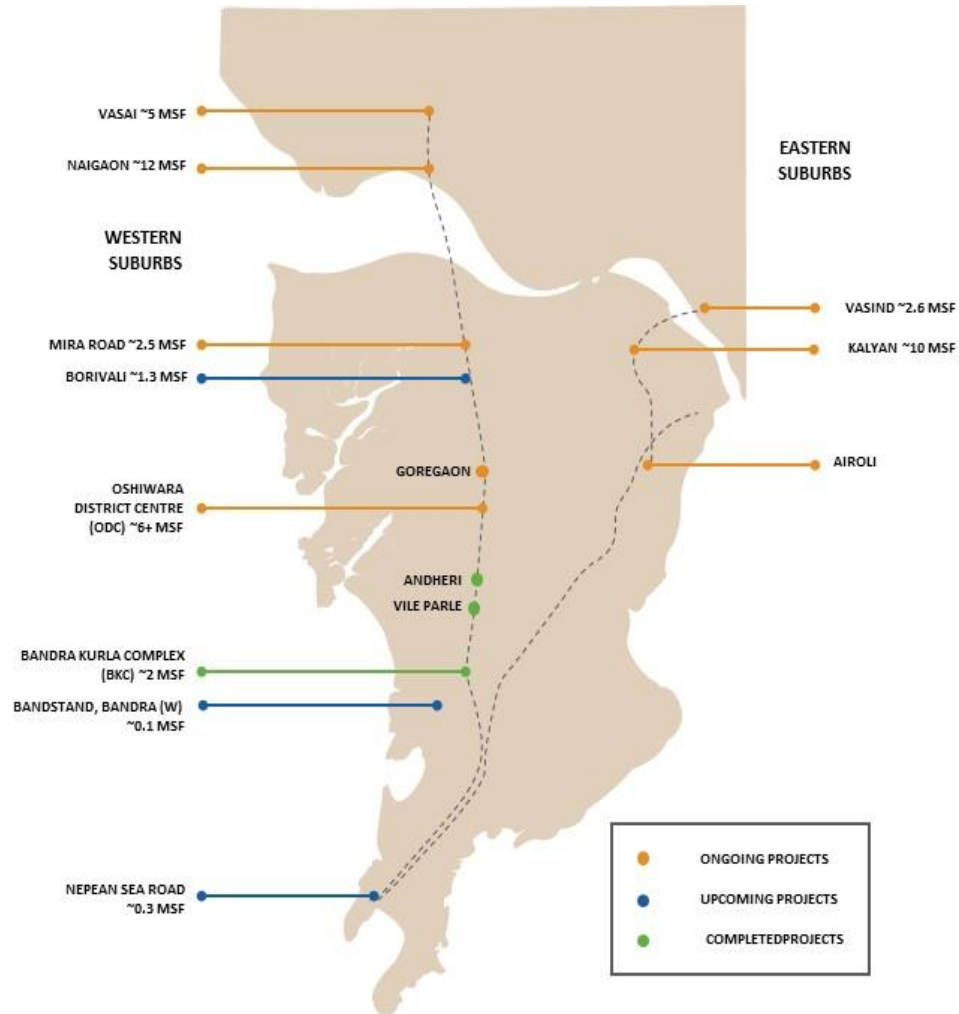 VASAI ~5 MSF
NAIGAON ~12 MSF
EASTERN
SUBURBS
WESTERN
SUBURBS
VASIND ~2.6 MSF
MIRA ROAD ~2.5 MSF
KALYAN ~10 MSF
BORIVALI ~1.3 MSF
GOREGAON
AIROLI
OSHIWARA
DISTRICT CENTRE
(ODC) ~6+ MSF
ANDHERI
VILE PARLE
BANDRA KURLA COMPLEX
(BKC) ~2 MSF
BANDSTAND, BANDRA (W)
~0.1 MSF
NEPEAN SEA ROAD
~0.3 MSF
ONGOING PROJECTS
UPCOMING PROJECTS
COMPLETEDPROJECTS